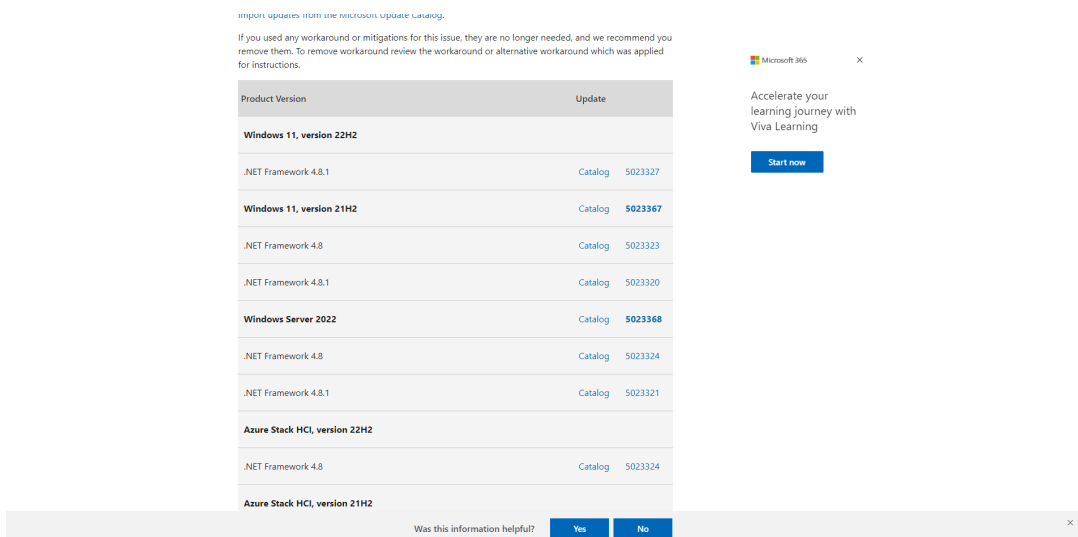 Import updates from the Microsoft Update Catalog.
If you used any workaround or mitigations for this issue, they are no longer needed, and we recommend you
remove them. To remove workaround review the workaround or alternative workaround which was applied
for instructions.
Product Version Update
Windows 11, version 22H2
.NET Framework 4.8.1 Catalog 5023327
Windows 11, version 21H2 Catalog 5023367
.NET Framework 4.8 Catalog 5023323
.NET Framework 4.8.1 Catalog 5023320
Windows Server 2022 Catalog 5023368
.NET Framework 4.8 Catalog 5023324
.NET Framework 4.8.1 Catalog 5023321
Azure Stack HCI, version 22H2
.NET Framework 4.8 Catalog 5023324
Azure Stack HCI, version 21H2
Microsoft 365
Accelerate your
learning journey with
Viva Learning
Start now
Was this information helpful? Yes No